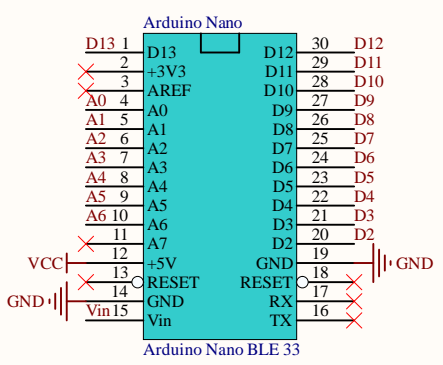 Arduino Nano
D13 1 D13 D12 30 D12
2 +3V3 D11 29 D11
3 AREF D10 28 D10
A0 4 A0 D9 27 D9
A1 5 A1 D8 26 D8
A2 6 A2 D7 25 D7
A3 7 A3 D6 24 D6
A4 8 A4 D5 23 D5
A5 9 A5 D4 22 D4
A6 10 A6 D3 21 D3
11 A7 D2 20 D2
VCC 12 +5V GND 19 GND
13 RESET RESET 18
GND 14 GND RX 17
Vin 15 Vin TX 16
Arduino Nano BLE 33